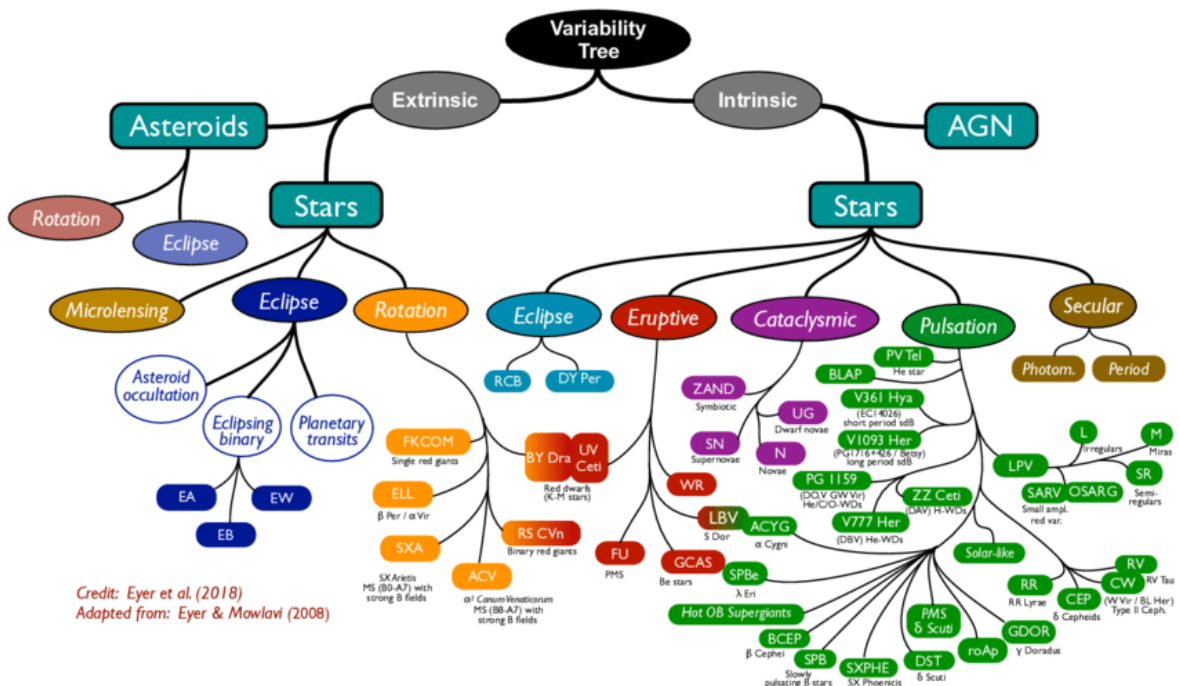 Variability
Tree
Extrinsic
Intrinsic
Asteroids
AGN
Stars
Stars
Rotation
Eclipse
Microlensing
Eclipse
Rotation
Eclipse
Eruptive
Cataclysmic
Pulsation
Secular
Asteroid
occultation
Eclipsing
binary
Planetary
transits
EA
EW
EB
FKCOM
Single red giants
ELL
β Per / α Vir
SXA
SX Arietis
MS (B0-A7) with
strong B fields
ACV
α² Canum Venaticorum
MS (B8-A7) with
strong B fields
BY Dra
UV
Ceti
Red dwarfs
(K-M stars)
RS CVn
Binary red giants
RCB
DY Per
WR
LBV
S Dor
FU
PMS
GCAS
Be stars
ZAND
Symbiotic
UG
Dwarf novae
SN
Supernovae
N
Novae
PV Tel
He star
BLAP
V361 Hya
(EC14026)
short period sdB
V1093 Her
(PG1716+426 / Betsy)
long period sdB
PG 1159
(DO,V GW Vir)
He/C/O-WDs
ZZ Ceti
(DAV) H-WDs
V777 Her
(DBV) He-WDs
ACYG
α Cygni
SPBe
λ Eri
Hot OB Supergiants
BCEP
β Cephei
SPB
Slowly
pulsating B stars
SXPHE
SX Phoenicis
DST
δ Scuti
PMS
δ Scuti
roAp
GDOR
γ Doradus
Solar-like
LPV
L
Irregulars
M
Miras
SARV
Small ampl.
red var.
OSARG
SR
Semi-
regulars
RR
RR Lyrae
CEP
δ Cepheids
RV
RV Tau
CW
(W Vir / BL Her)
Type II Ceph.
Photom.
Period
Credit: Eyer et al. (2018)
Adapted from: Eyer & Mowlavi (2008)